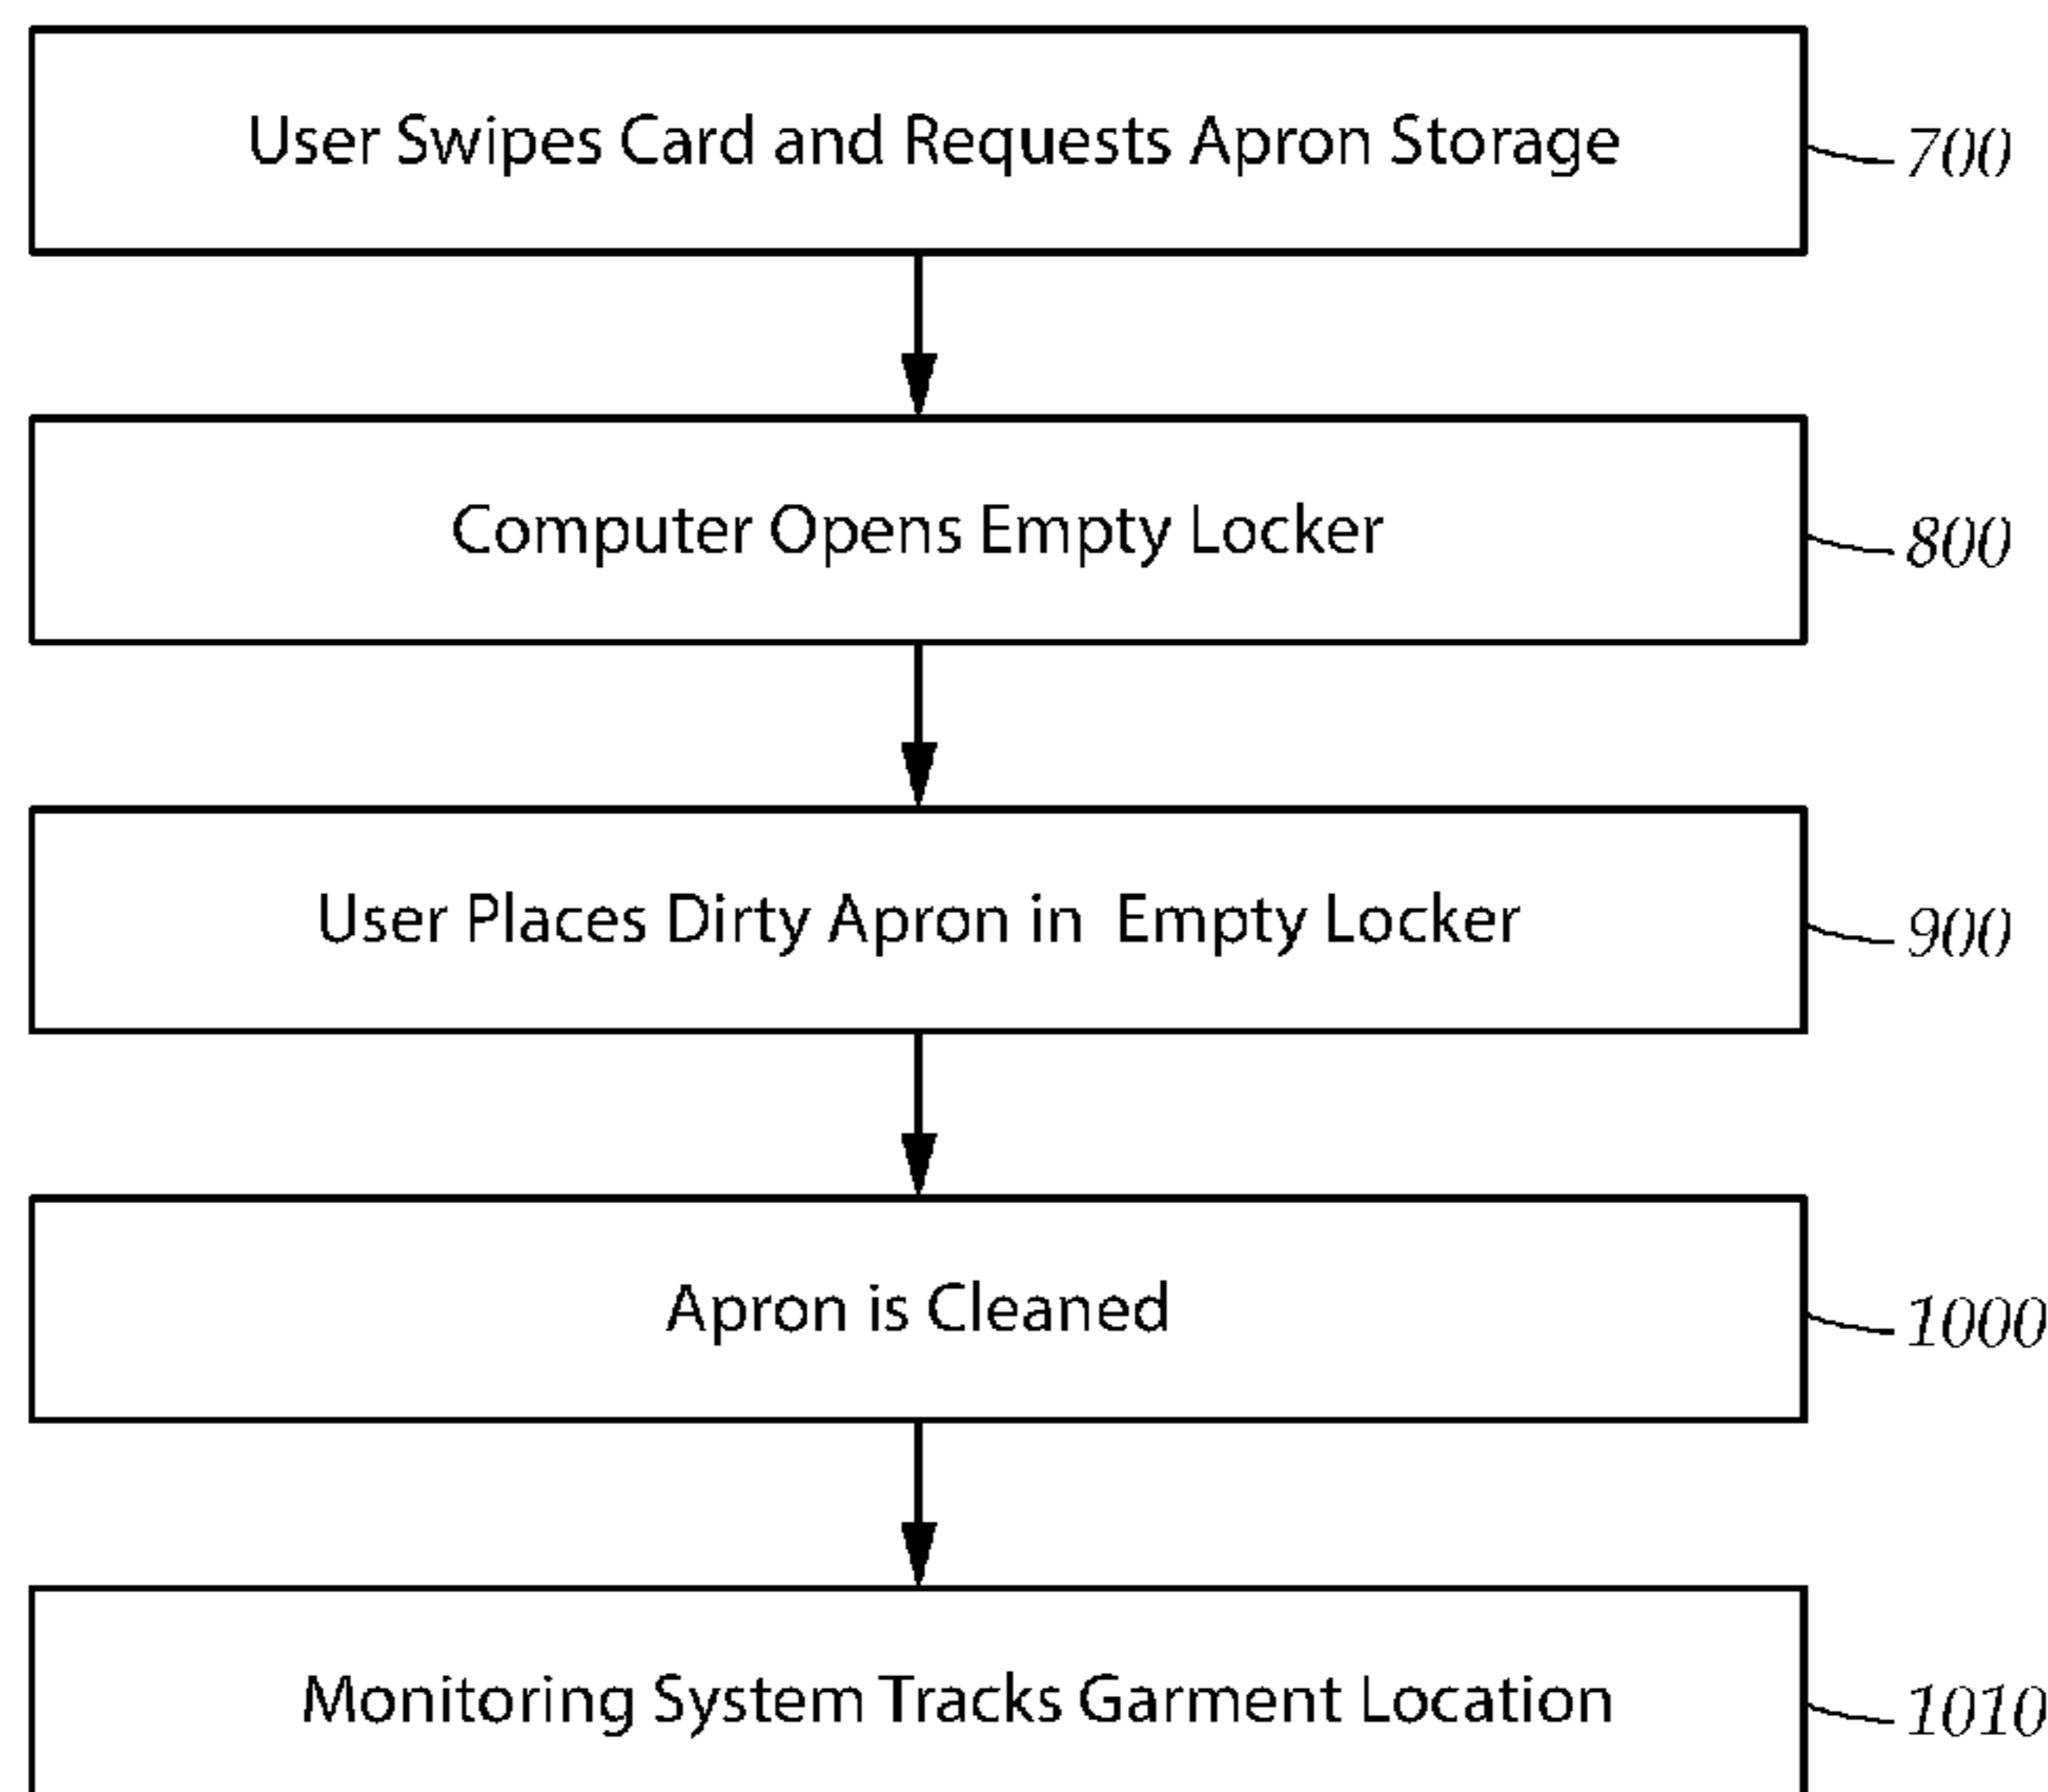 User Swipes Card and Requests Apron Storage 700
Computer Opens Empty Locker 800
User Places Dirty Apron in Empty Locker 900
Apron is Cleaned 1000
Monitoring System Tracks Garment Location 1010